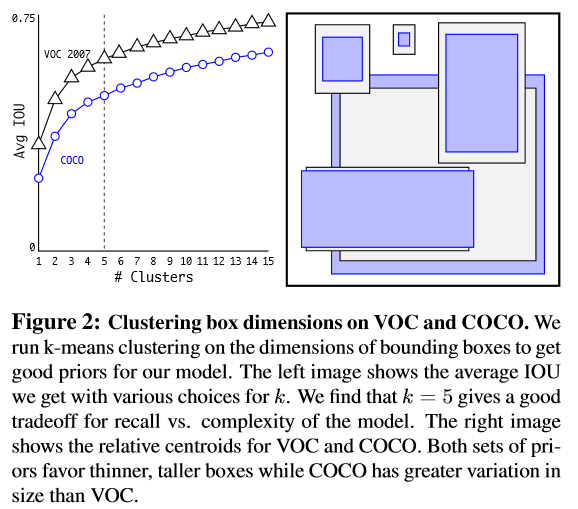 0.75
VOC 2007
COCO
Avg IOU
0
1 2 3 4 5 6 7 8 9 10 11 12 13 14 15
# Clusters
Figure 2: Clustering box dimensions on VOC and COCO. We
run k-means clustering on the dimensions of bounding boxes to get
good priors for our model. The left image shows the average IOU
we get with various choices for k. We find that k = 5 gives a good
tradeoff for recall vs. complexity of the model. The right image
shows the relative centroids for VOC and COCO. Both sets of pri-
ors favor thinner, taller boxes while COCO has greater variation in
size than VOC.